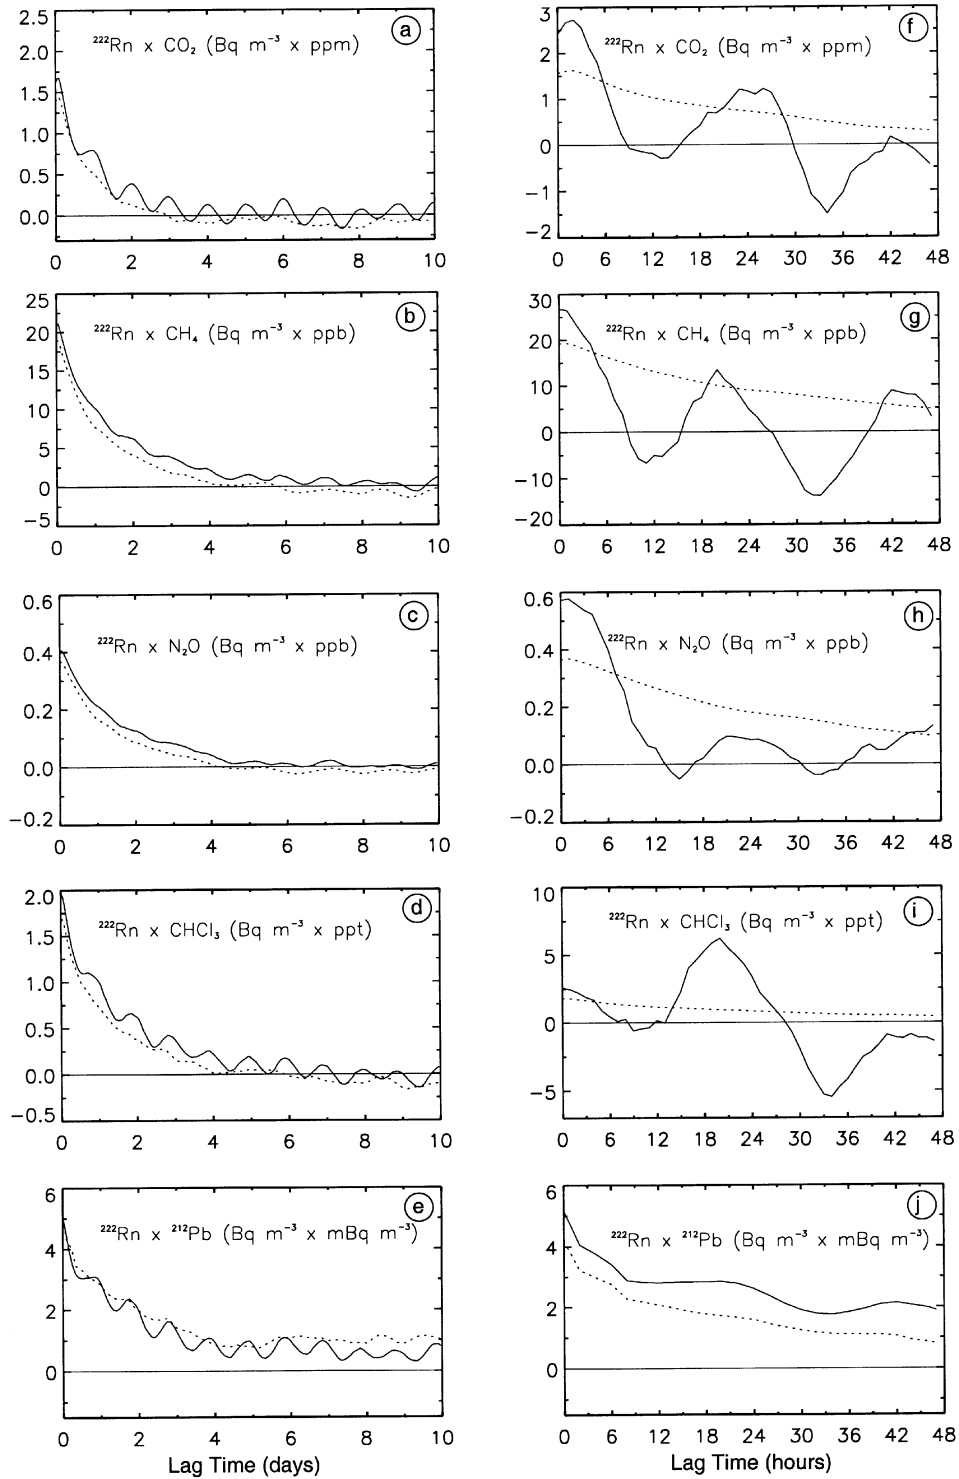 2.5
2.0
1.5
1.0
0.5
0.0
²²²Rn x CO₂ (Bq m⁻³ x ppm)
a
0 2 4 6 8 10
3
2
1
0
−1
−2
²²²Rn x CO₂ (Bq m⁻³ x ppm)
f
0 6 12 18 24 30 36 42 48
25
20
15
10
5
0
−5
²²²Rn x CH₄ (Bq m⁻³ x ppb)
b
0 2 4 6 8 10
30
20
10
0
−10
−20
²²²Rn x CH₄ (Bq m⁻³ x ppb)
g
0 6 12 18 24 30 36 42 48
0.6
0.4
0.2
0.0
−0.2
²²²Rn x N₂O (Bq m⁻³ x ppb)
c
0 2 4 6 8 10
0.6
0.4
0.2
0.0
−0.2
²²²Rn x N₂O (Bq m⁻³ x ppb)
h
0 6 12 18 24 30 36 42 48
2.0
1.5
1.0
0.5
0.0
−0.5
²²²Rn x CHCl₃ (Bq m⁻³ x ppt)
d
0 2 4 6 8 10
10
5
0
−5
²²²Rn x CHCl₃ (Bq m⁻³ x ppt)
i
0 6 12 18 24 30 36 42 48
6
4
2
0
²²²Rn x ²¹²Pb (Bq m⁻³ x mBq m⁻³)
e
0 2 4 6 8 10
Lag Time (days)
6
4
2
0
²²²Rn x ²¹²Pb (Bq m⁻³ x mBq m⁻³)
j
0 6 12 18 24 30 36 42 48
Lag Time (hours)